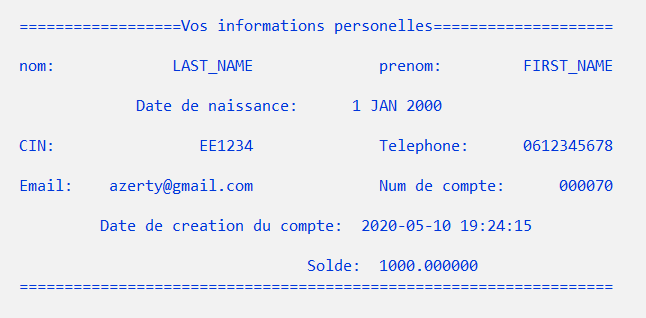 ==================Vos informations personelles====================
nom: LAST_NAME prenom: FIRST_NAME
Date de naissance: 1 JAN 2000
CIN: EE1234 Telephone: 0612345678
Email: azerty@gmail.com Num de compte: 000070
Date de creation du compte: 2020-05-10 19:24:15
Solde: 1000.000000
==================================================================